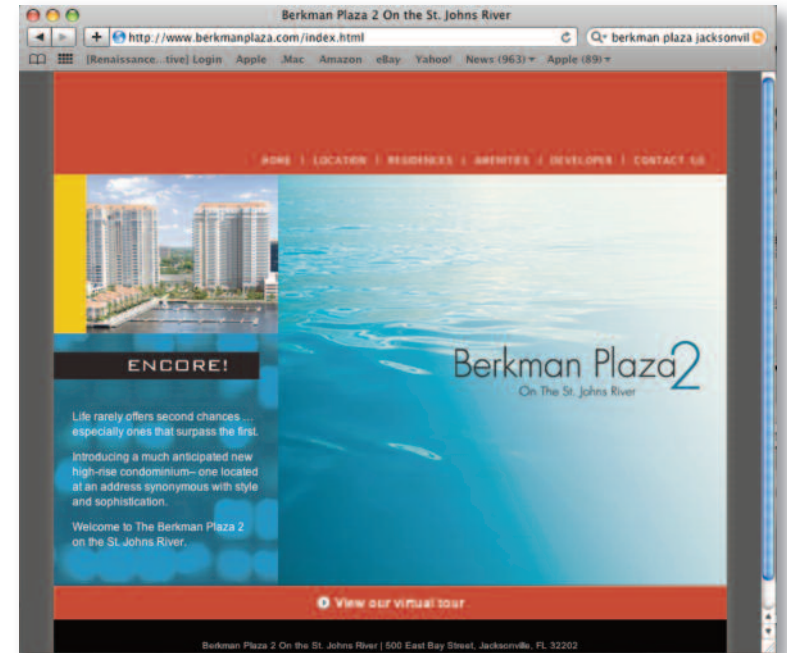 Berkman Plaza 2 On the St. Johns River
http://www.berkmanplaza.com/index.html
berkman plaza jacksonvil
[Renaissance...tive] Login Apple .Mac Amazon eBay Yahoo! News (963) Apple (89)
HOME | LOCATION | RESIDENCES | AMENITIES | DEVELOPER | CONTACT US
ENCORE!
Life rarely offers second chances ...
especially ones that surpass the first.
Introducing a much anticipated new
high-rise condominium– one located
at an address synonymous with style
and sophistication.
Welcome to The Berkman Plaza 2
on the St. Johns River.
Berkman Plaza 2
On The St. Johns River
View our virtual tour
Berkman Plaza 2 On the St. Johns River | 500 East Bay Street, Jacksonville, FL 32202